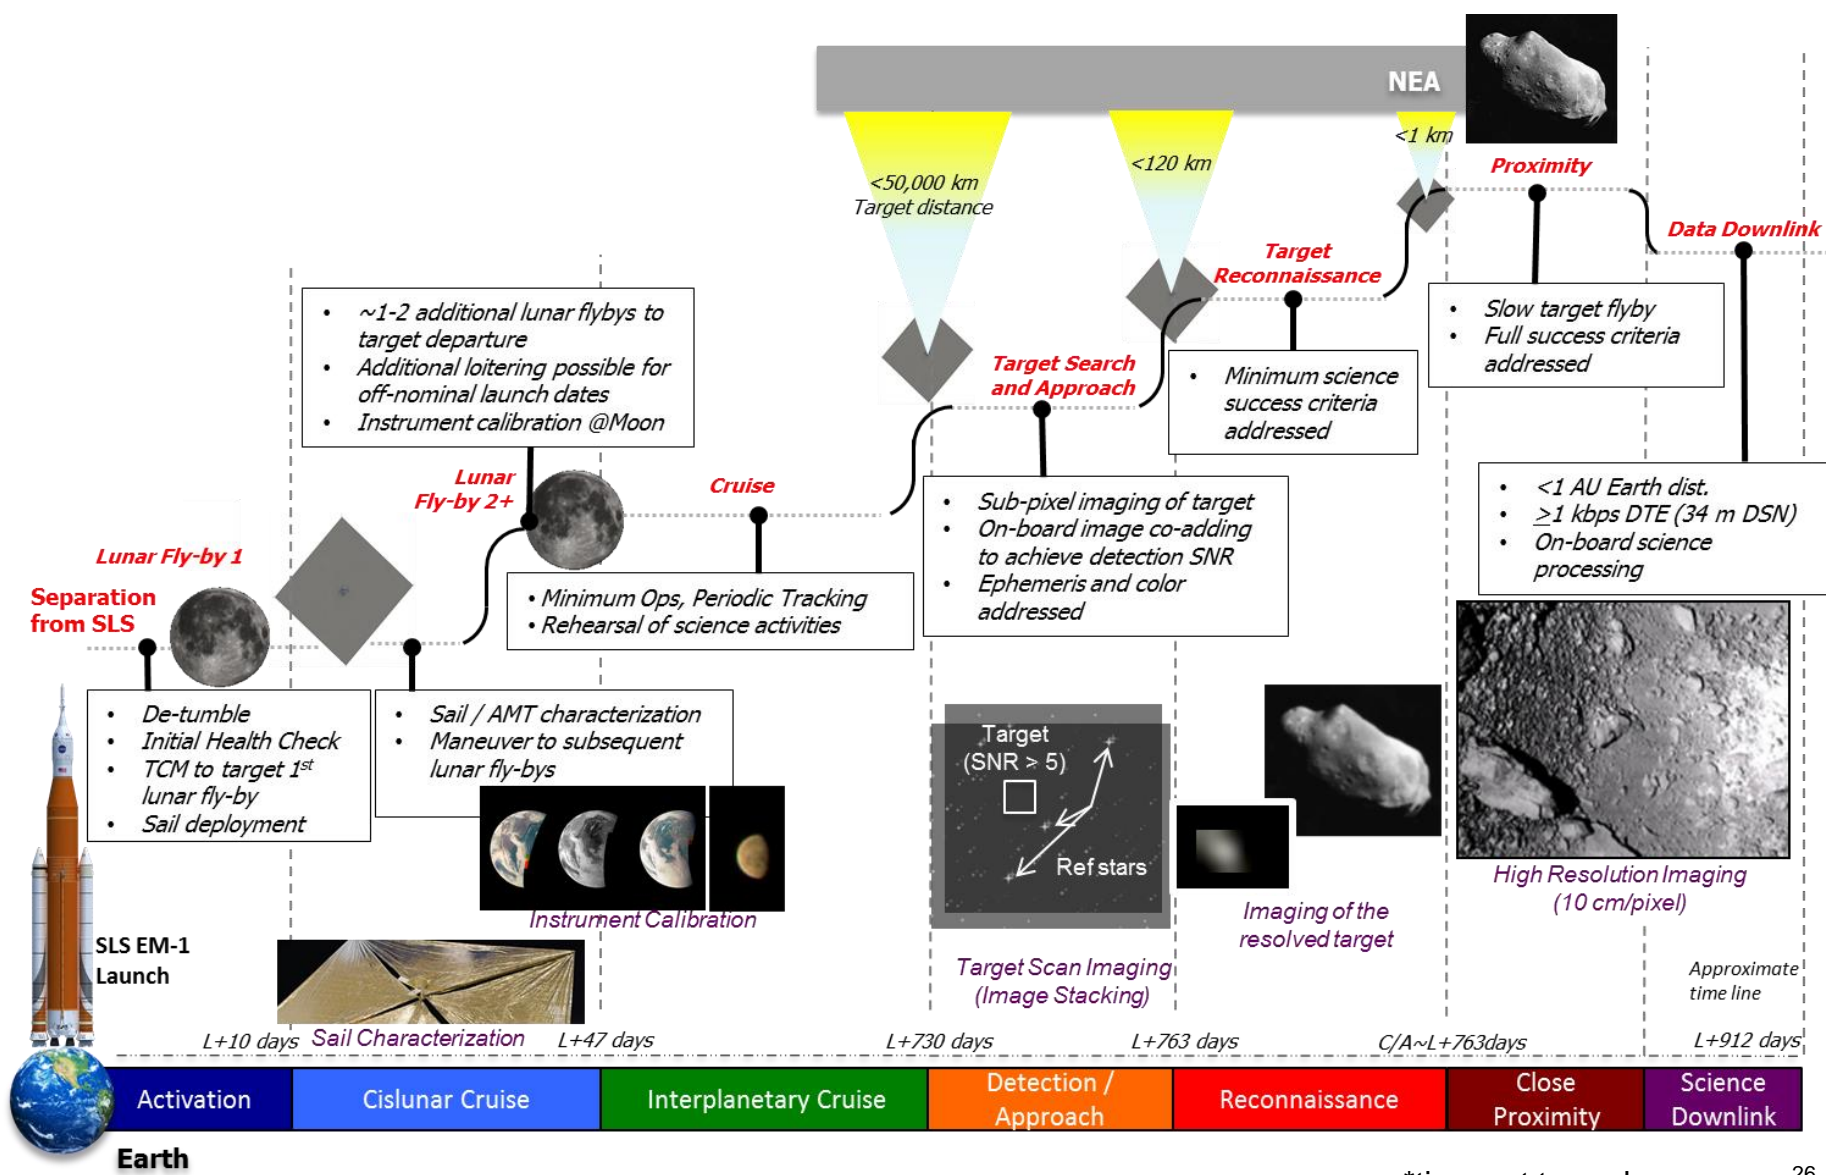 NEA
<1 km
<120 km
<50,000 km
Target distance
Proximity
Data Downlink
Target
Reconnaissance
• Slow target flyby
• Full success criteria
addressed
• ~1-2 additional lunar flybys to
target departure
• Additional loitering possible for
off-nominal launch dates
• Instrument calibration @Moon
Target Search
and Approach
• Minimum science
success criteria
addressed
Lunar
Fly-by 2+
Cruise
• Sub-pixel imaging of target
• On-board image co-adding
to achieve detection SNR
• Ephemeris and color
addressed
• <1 AU Earth dist.
• >1 kbps DTE (34 m DSN)
• On-board science
processing
Lunar Fly-by 1
Separation
from SLS
• Minimum Ops, Periodic Tracking
• Rehearsal of science activities
• De-tumble
• Initial Health Check
• TCM to target 1st
lunar fly-by
• Sail deployment
• Sail / AMT characterization
• Maneuver to subsequent
lunar fly-bys
Target
(SNR > 5)
Ref stars
Instrument Calibration
High Resolution Imaging
(10 cm/pixel)
Imaging of the
resolved target
SLS EM-1
Launch
Target Scan Imaging
(Image Stacking)
Approximate
time line
Sail Characterization
L+10 days
L+47 days
L+730 days
L+763 days
C/A~L+763days
L+912 days
Activation
Cislunar Cruise
Interplanetary Cruise
Detection /
Approach
Reconnaissance
Close
Proximity
Science
Downlink
Earth
26